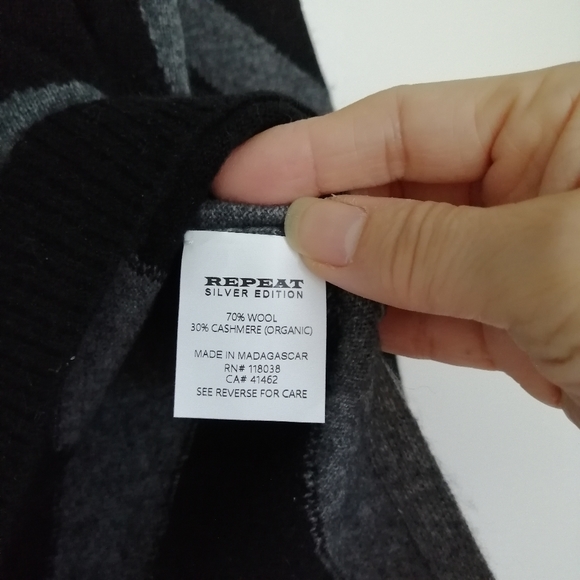 REPEAT
SILVER EDITION
70% WOOL
30% CASHMERE (ORGANIC)
MADE IN MADAGASCAR
RN# 118038
CA# 41462
SEE REVERSE FOR CARE